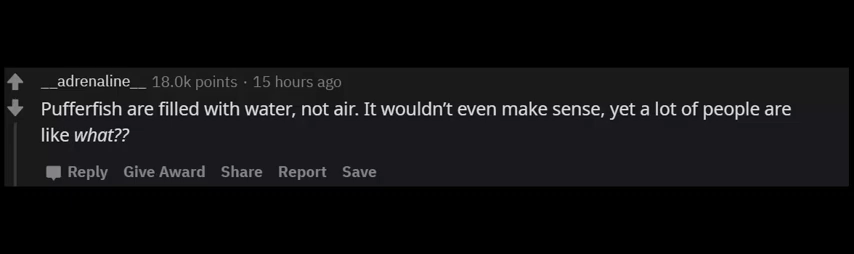 __adrenaline__ 18.0k points · 15 hours ago
Pufferfish are filled with water, not air. It wouldn't even make sense, yet a lot of people are
like what??
Reply Give Award Share Report Save